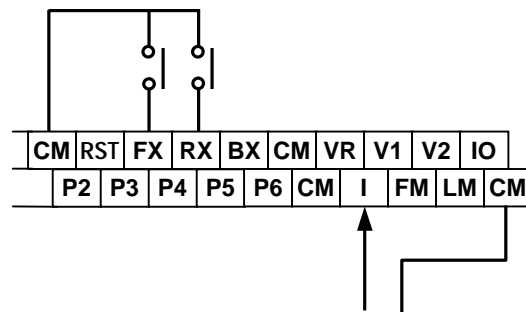 CM RST FX RX BX CM VR V1 V2 IO
P2 P3 P4 P5 P6 CM I FM LM CM